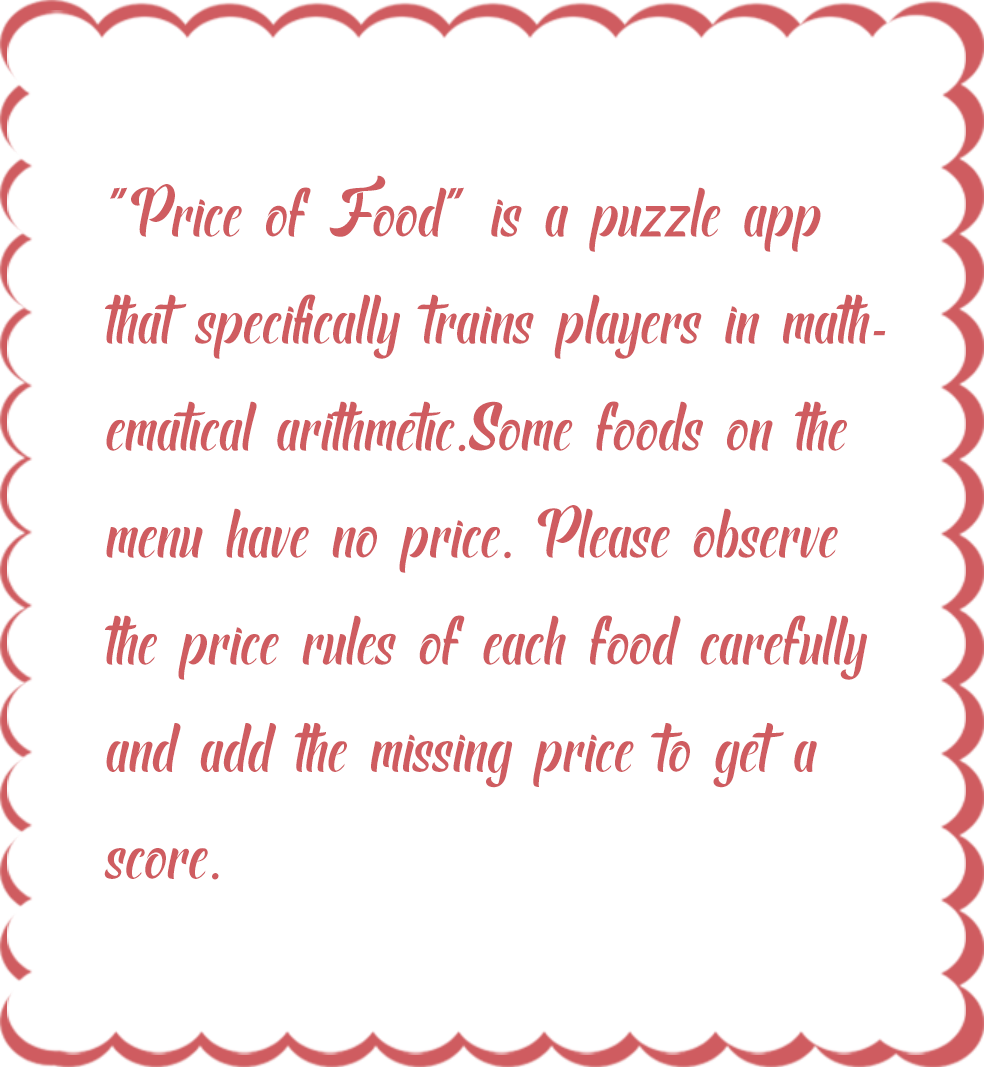 "Price of Food" is a puzzle app
that specifically trains players in math-
ematical arithmetic.Some foods on the
menu have no price. Please observe
the price rules of each food carefully
and add the missing price to get a
score.